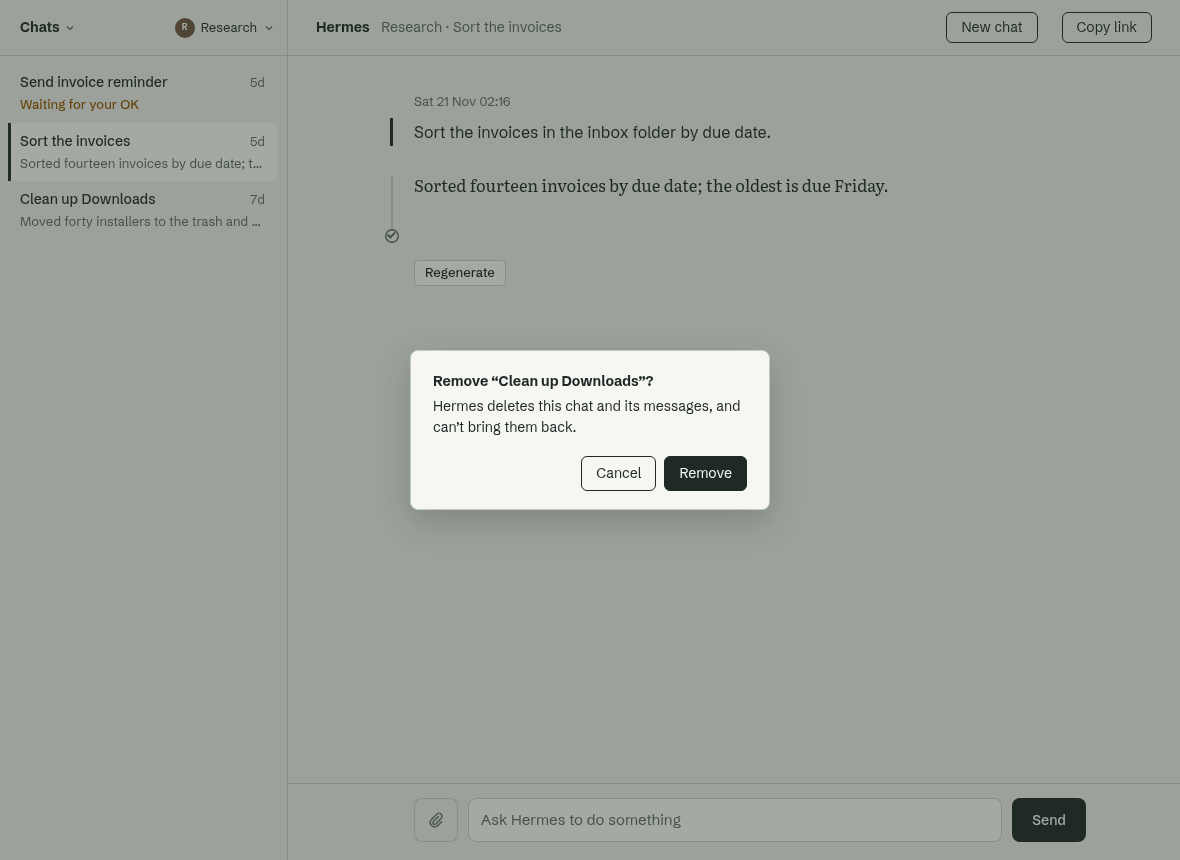 Chats
R Research
Send invoice reminder 5d
Waiting for your OK
Sort the invoices 5d
Sorted fourteen invoices by due date; t…
Clean up Downloads 7d
Moved forty installers to the trash and …
Hermes Research · Sort the invoices
New chat
Copy link
Sat 21 Nov 02:16
Sort the invoices in the inbox folder by due date.
Sorted fourteen invoices by due date; the oldest is due Friday.
Regenerate
Remove “Clean up Downloads”?
Hermes deletes this chat and its messages, and
can’t bring them back.
Cancel
Remove
Ask Hermes to do something
Send